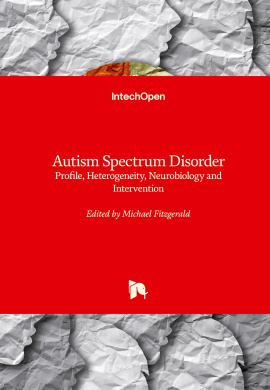 IntechOpen
Autism Spectrum Disorder
Profile, Heterogeneity, Neurobiology and
Intervention
Edited by Michael Fitzgerald